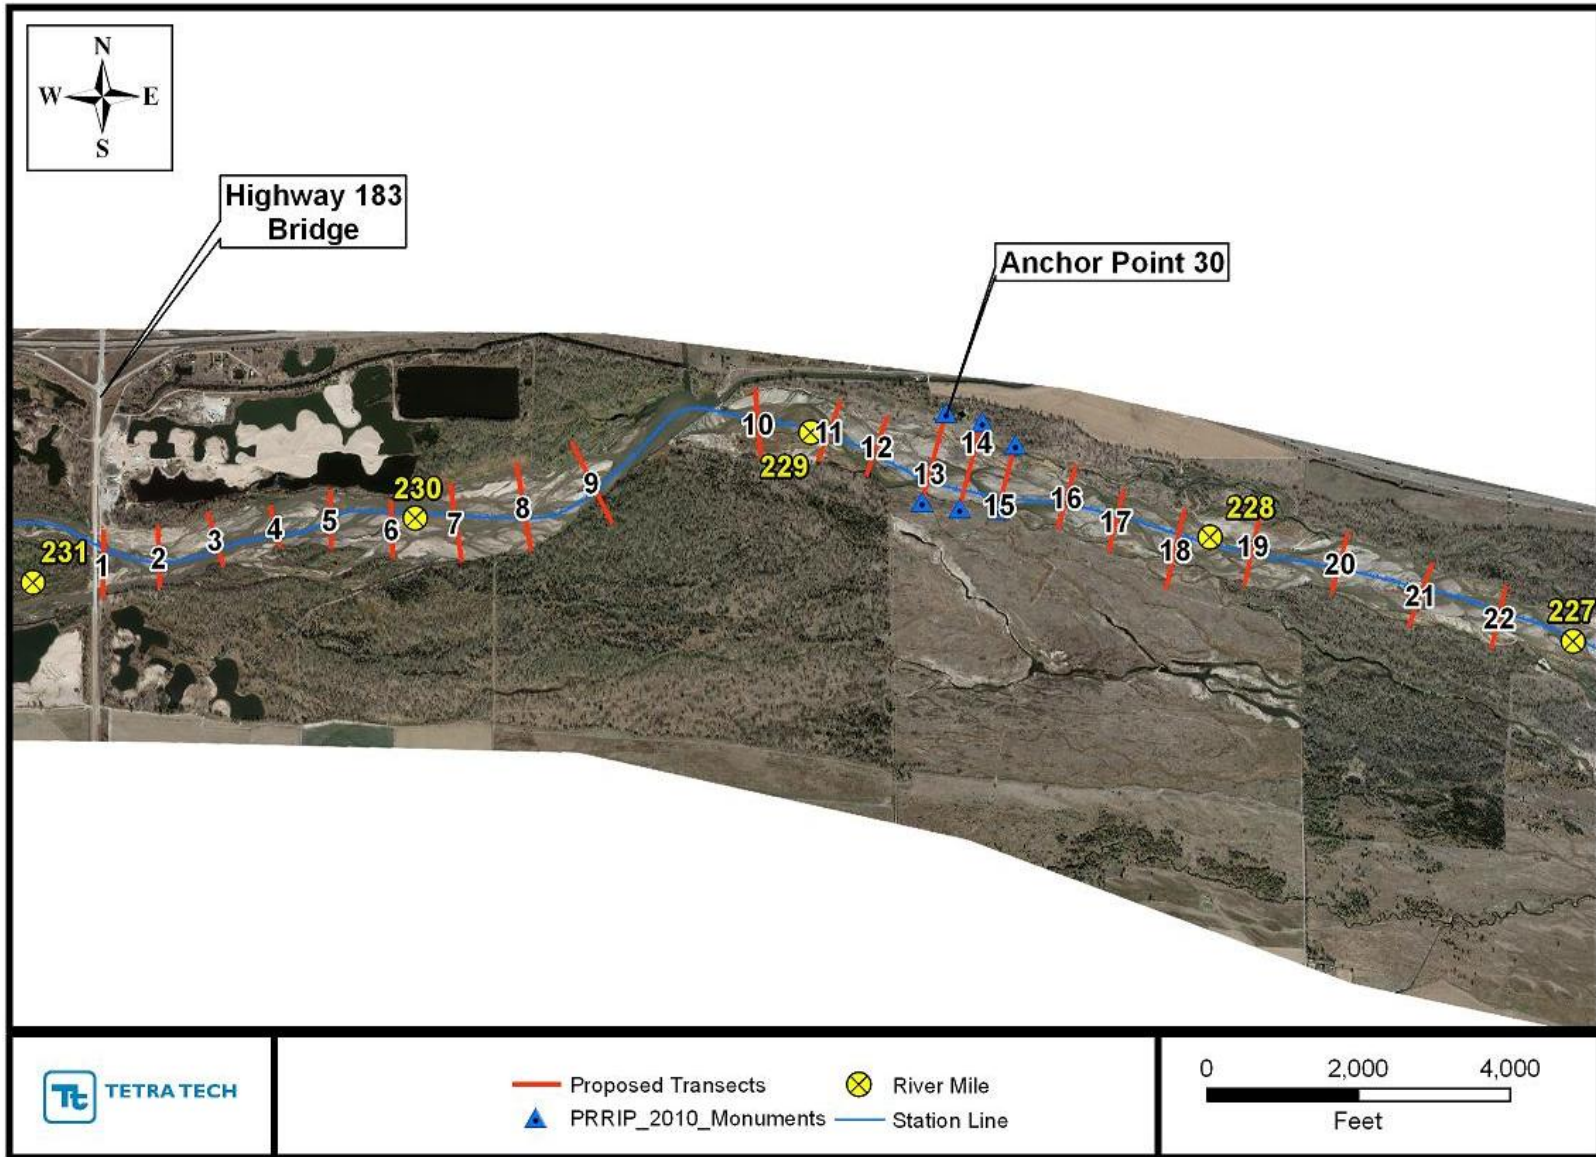 N
W E
S
Highway 183
Bridge
Anchor Point 30
231
1
2
3
4
5
230
6
7
8
9
10
229
11
12
13
14
15
16
17
18
228
19
20
21
22
227
Tt TETRA TECH
Proposed Transects
River Mile
PRRIP_2010_Monuments
Station Line
0 2,000 4,000
Feet